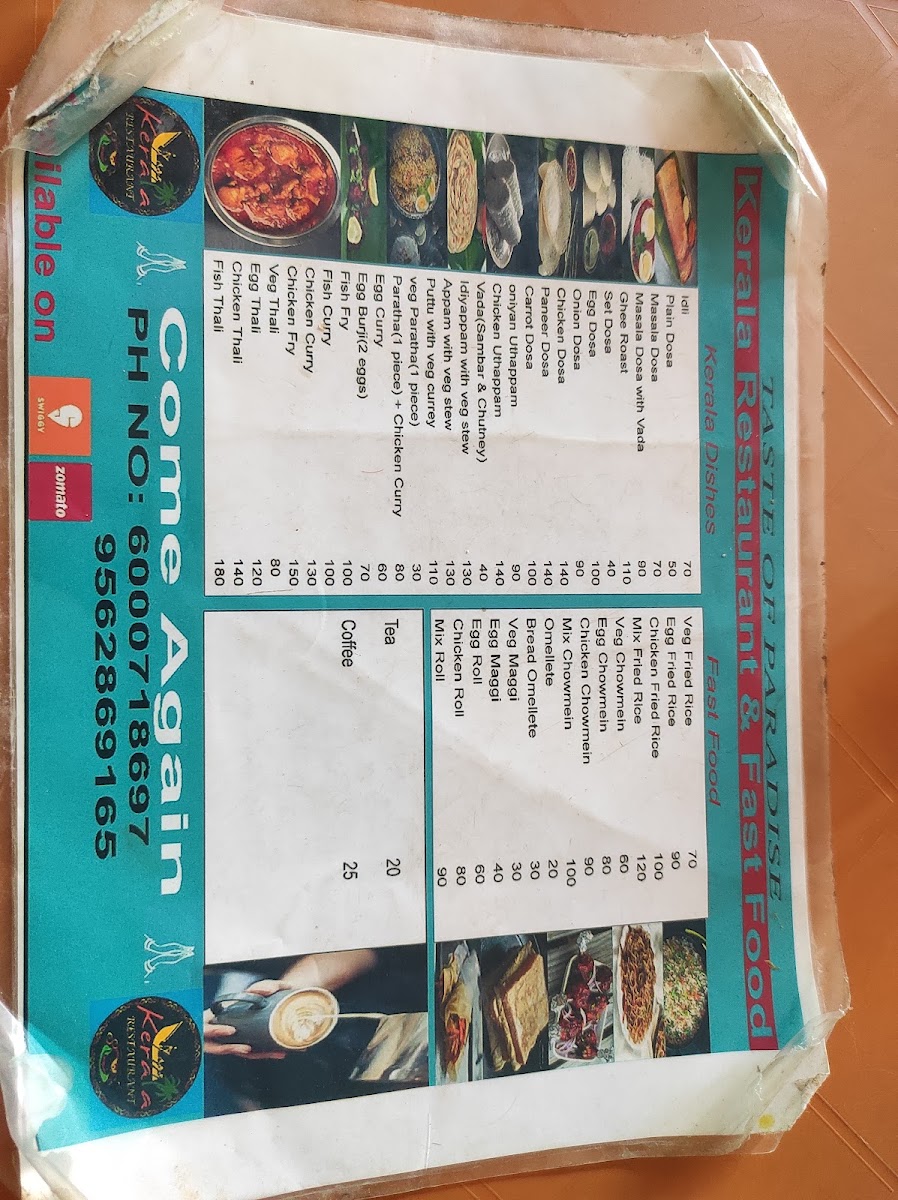 TASTE OF PARADISE
Kerala Restaurant & Fast Food
Kerala Dishes
Idli 70
Plain Dosa 50
Masala Dosa 70
Masala Dosa with Vada 90
Ghee Roast 110
Set Dosa 40
Egg Dosa 100
Onion Dosa 90
Chicken Dosa 140
Paneer Dosa 140
Carrot Dosa 100
oniyan Uthappam 90
Chicken Uthappam 140
Vada(Sambar & Chutney) 40
Idiyappam with veg stew 130
Appam with veg stew 130
Puttu with veg currey 110
veg Paratha(1 piece) 30
Paratha(1 piece) + Chicken Curry 80
Egg Curry 60
Egg Burji(2 eggs) 70
Fish Fry 100
Fish Curry 100
Chicken Curry 130
Chicken Fry 150
Veg Thali 80
Egg Thali 120
Chicken Thali 140
Fish Thali 180
Fast Food
Veg Fried Rice 70
Egg Fried Rice 90
Chicken Fried Rice 100
Mix Fried Rice 120
Veg Chowmein 60
Egg Chowmein 80
Chicken Chowmein 90
Mix Chowmein 100
Omellete 20
Bread Omellete 30
Veg Maggi 30
Egg Maggi 40
Egg Roll 60
Chicken Roll 80
Mix Roll 90
Tea 20
Coffee 25
Kerala
RESTAURANT
Come Again
Kerala
RESTAURANT
PH NO: 6000718697
9562869165
ilable on
SWIGGY
zomato